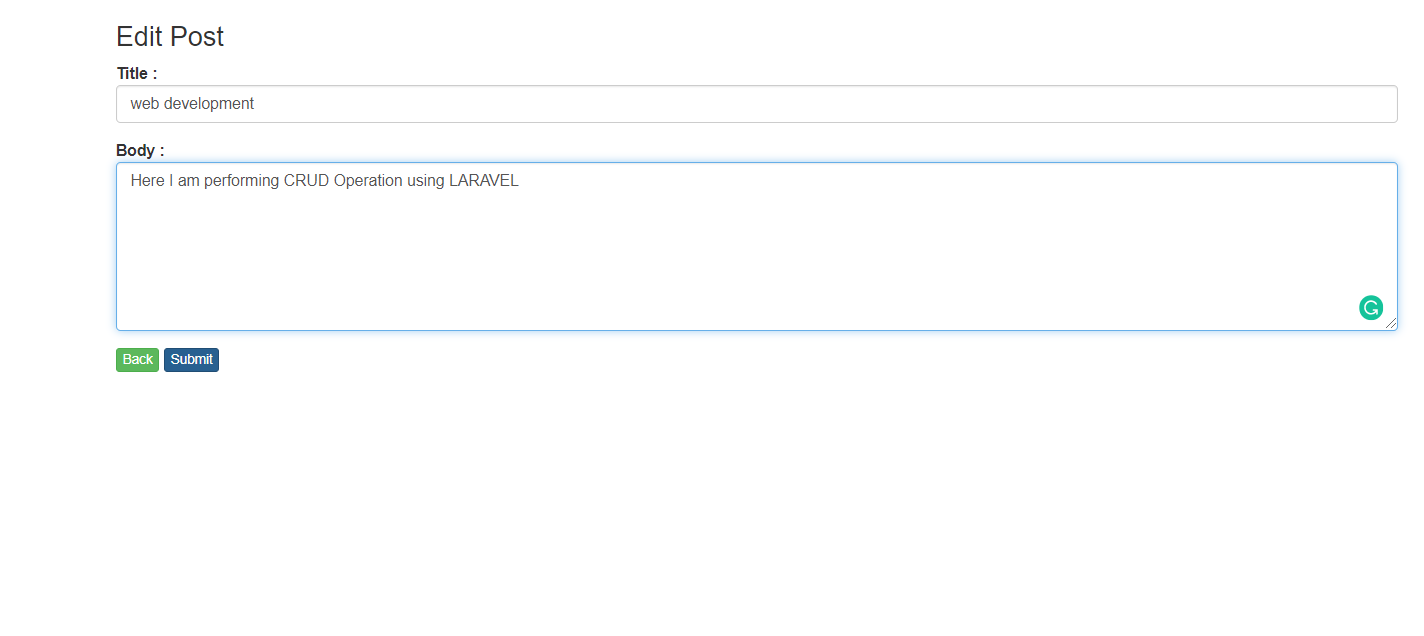 Edit Post
Title :
web development
Body :
Here I am performing CRUD Operation using LARAVEL
Back Submit